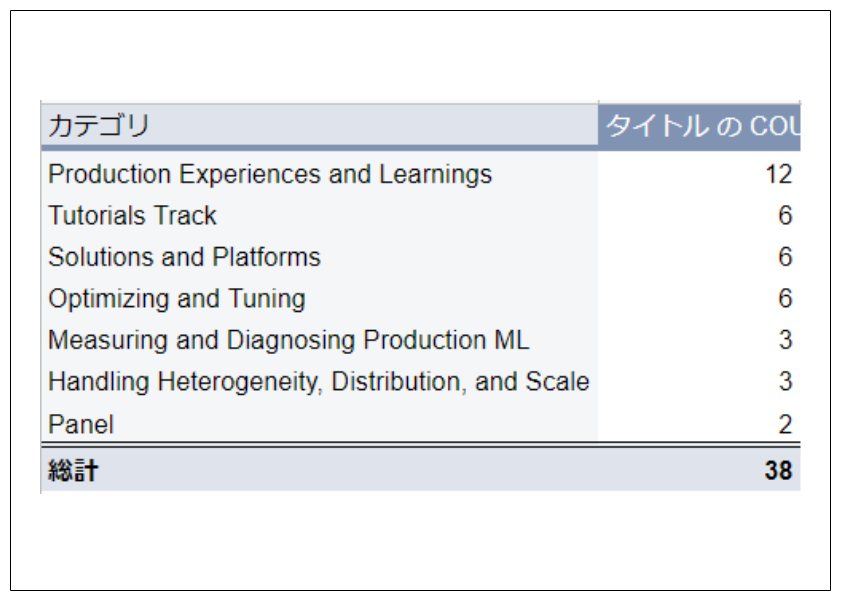 カテゴリ タイトル の COU
Production Experiences and Learnings 12
Tutorials Track 6
Solutions and Platforms 6
Optimizing and Tuning 6
Measuring and Diagnosing Production ML 3
Handling Heterogeneity, Distribution, and Scale 3
Panel 2
総計 38